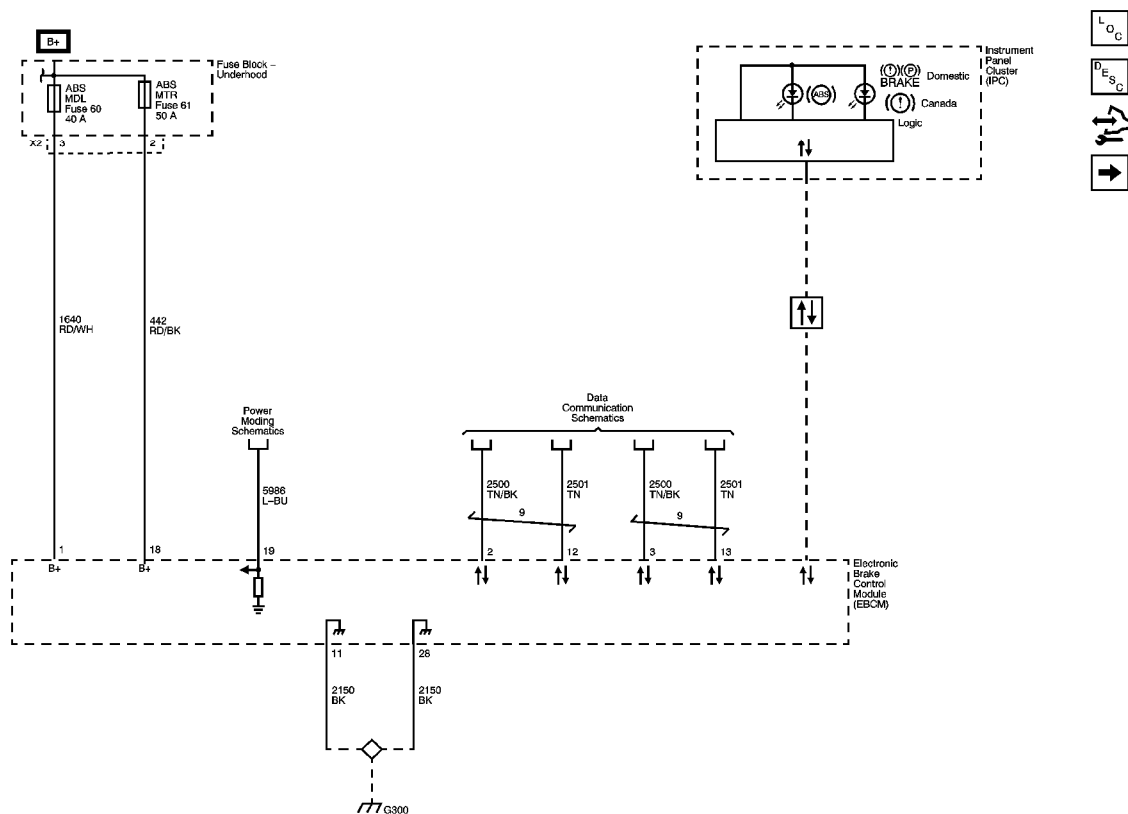 B+
Fuse Block –
Underhood
ABS
MDL
Fuse 60
40 A
ABS
MTR
Fuse 61
50 A
X2
3
2
Instrument
Panel
Cluster
(IPC)
(ABS)
(!) (P)
BRAKE
Domestic
(!)
Canada
Logic
LOC
DESC
1640
RD/WH
442
RD/BK
Power
Moding
Schematics
5986
L–BU
Data
Communication
Schematics
2500
TN/BK
2501
TN
2500
TN/BK
2501
TN
9
9
1
18
19
2
12
3
13
B+
B+
Electronic
Brake
Control
Module
(EBCM)
11
28
2150
BK
2150
BK
G300